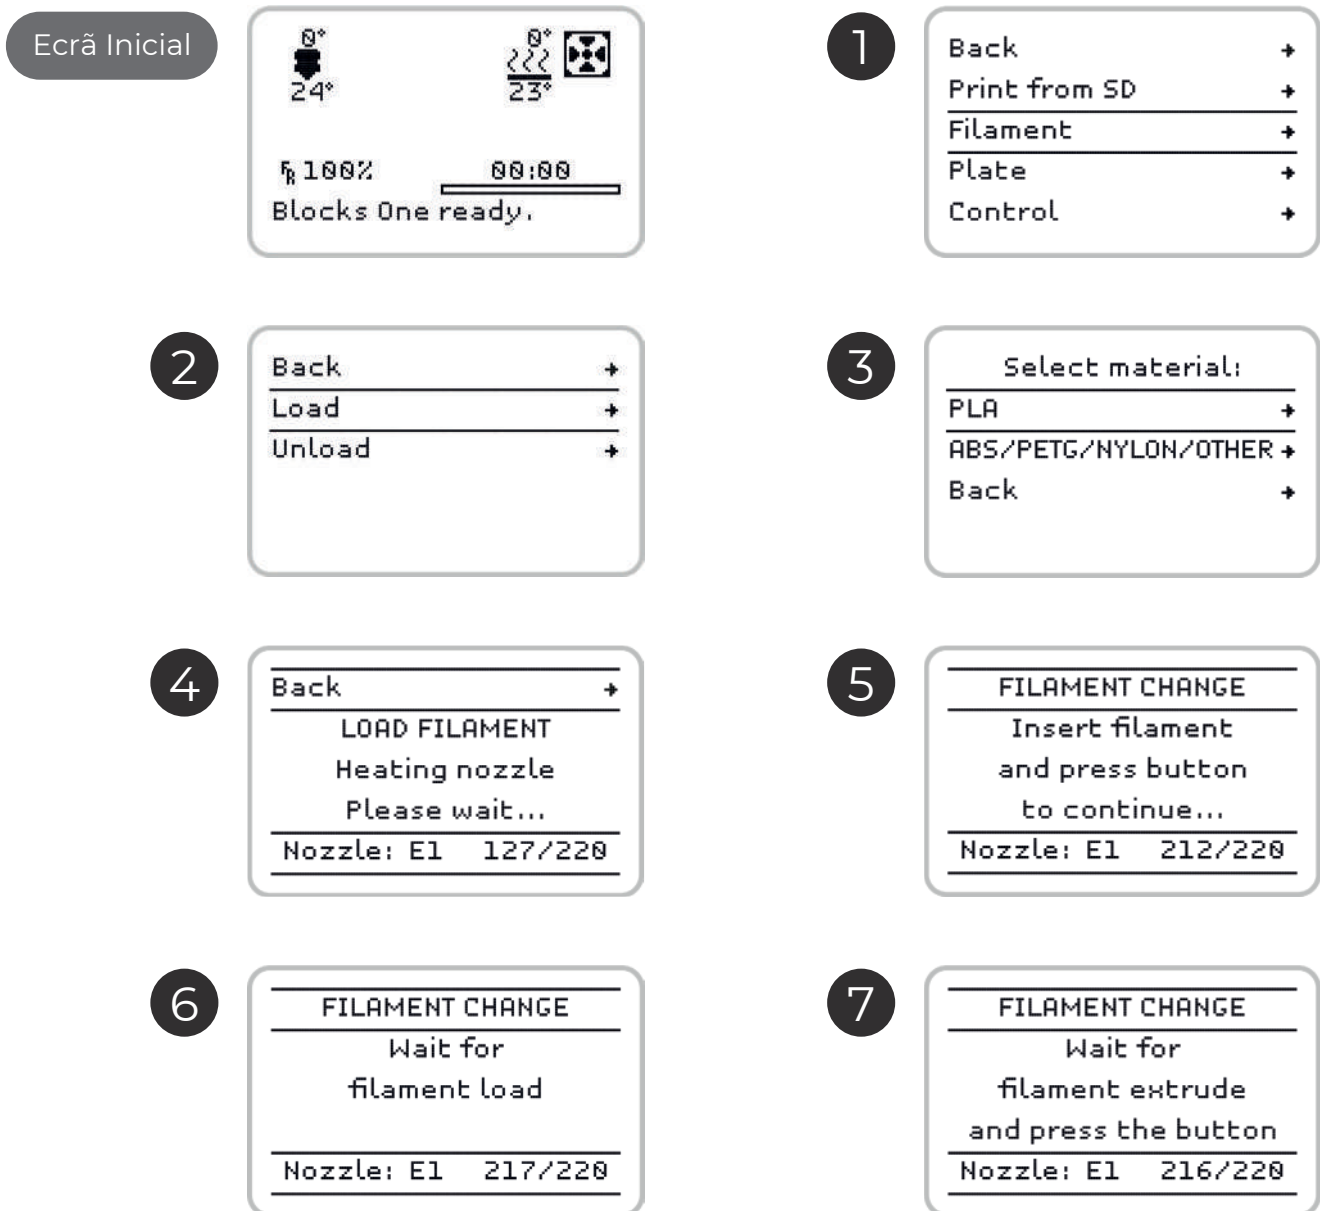 Ecrã Inicial
0° 0°
24° 23°
FR 100% 00:00
Blocks One ready.
1
Back
Print from SD
Filament
Plate
Control
2
Back
Load
Unload
3
Select material:
PLA
ABS/PETG/NYLON/OTHER
Back
4
Back
LOAD FILAMENT
Heating nozzle
Please wait...
Nozzle: E1 127/220
5
FILAMENT CHANGE
Insert filament
and press button
to continue...
Nozzle: E1 212/220
6
FILAMENT CHANGE
Wait for
filament load
Nozzle: E1 217/220
7
FILAMENT CHANGE
Wait for
filament extrude
and press the button
Nozzle: E1 216/220